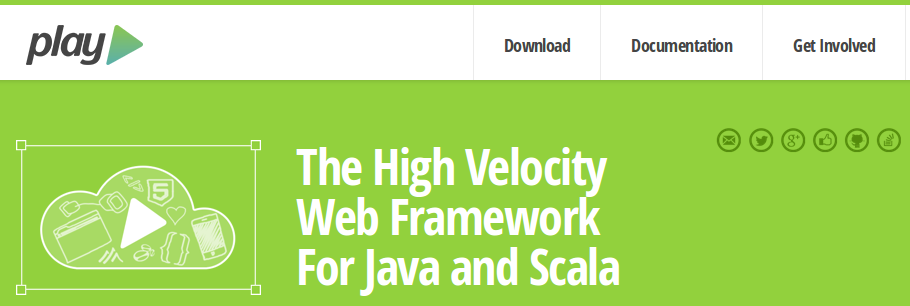 play
Download
Documentation
Get Involved
The High Velocity
Web Framework
For Java and Scala